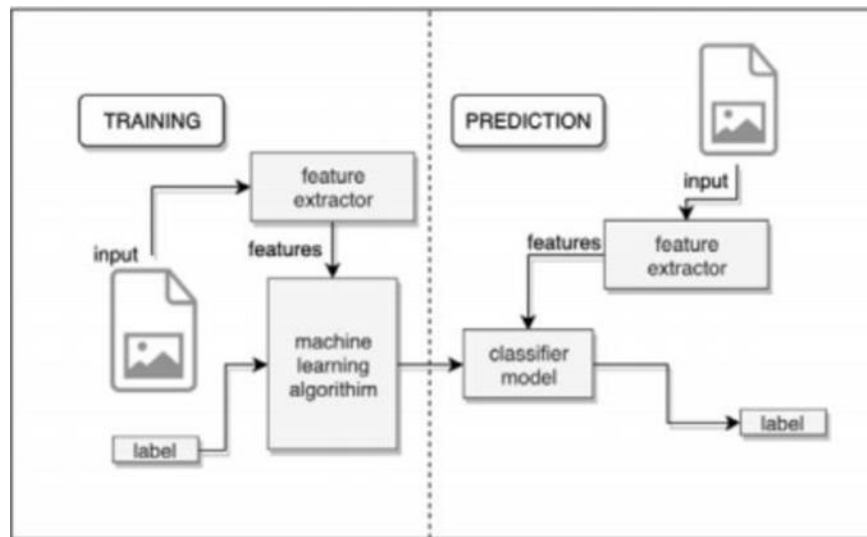 TRAINING
feature
extractor
input
features
machine
learning
algorithim
label
PREDICTION
input
feature
extractor
features
classifier
model
label